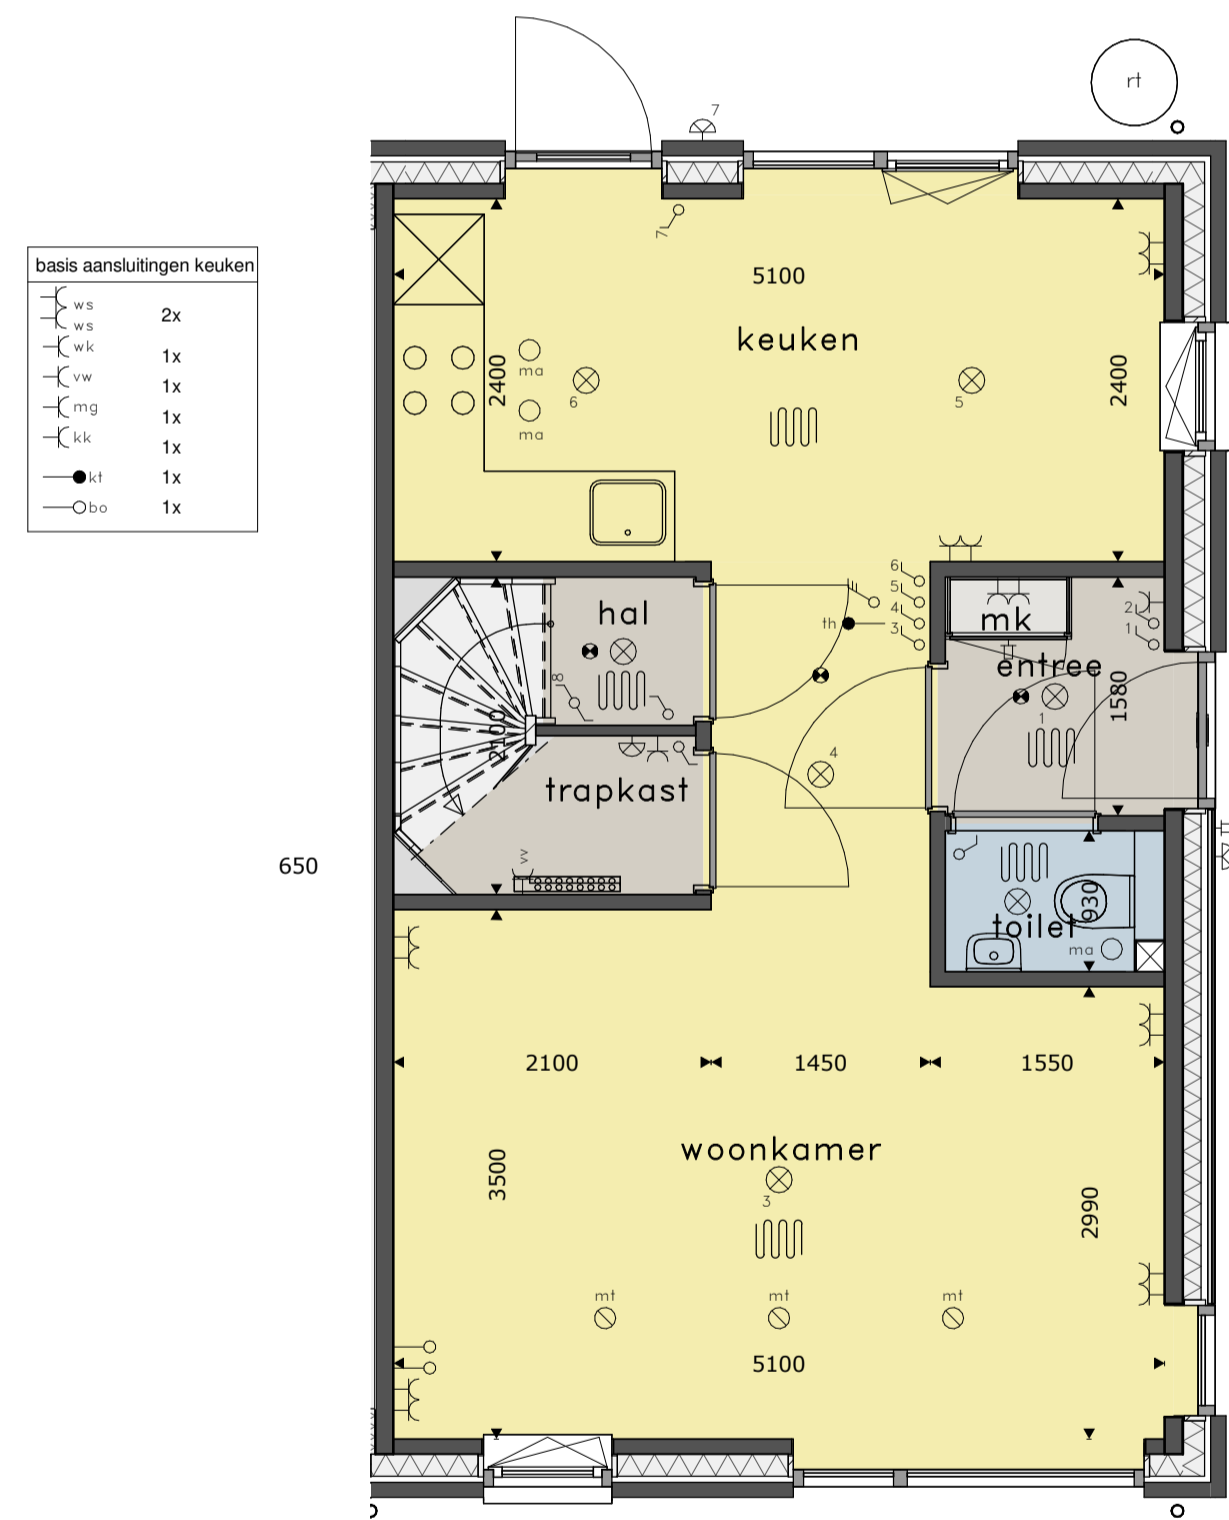 rt
7
basis aansluitingen keuken
ws
ws
2x
wk
1x
vw
1x
mg
1x
kk
1x
kt
1x
bo
1x
7
5100
keuken
2400
2400
ma
ma
6
5
6
5
4
3
th
hal
8
mk
2
1
entree
1
1580
2100
trapkast
4
vv
650
930
toilet
ma
2100
1450
1550
woonkamer
3
3500
2990
mt
mt
mt
5100